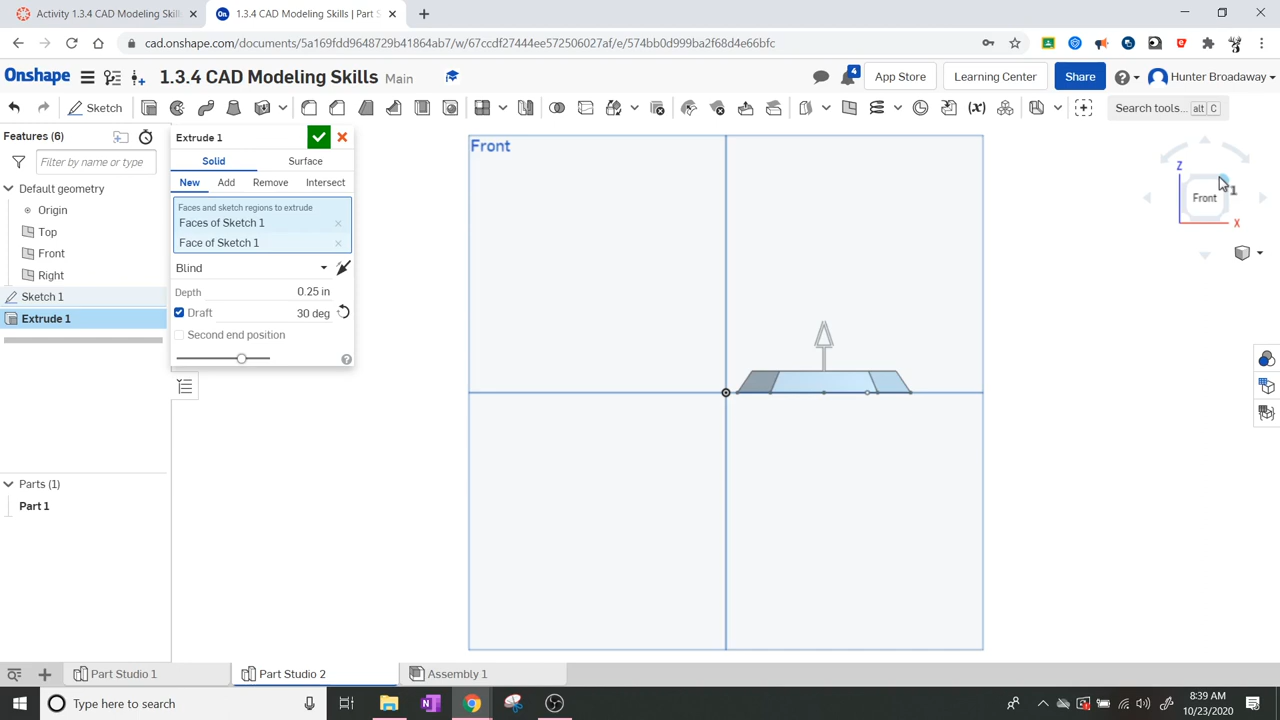 Activity 1.3.4 CAD Modeling Skills
On 1.3.4 CAD Modeling Skills | Part S
cad.onshape.com/documents/5a169fdd9648729b41864ab7/w/67ccdf27444ee572506027af/e/574bb0d999ba2f68d4e66bfc
Onshape 1.3.4 CAD Modeling Skills Main
4 App Store Learning Center Share Hunter Broadaway
Sketch (x) Search tools... alt C
Features (6)
Filter by name or type
Default geometry
Origin
Top
Front
Right
Sketch 1
Extrude 1
Extrude 1
Solid Surface
New Add Remove Intersect
Faces and sketch regions to extrude
Faces of Sketch 1
Face of Sketch 1
Blind
Depth 0.25 in
Draft 30 deg
Second end position
Front
Z
Front
1
X
Parts (1)
Part 1
Part Studio 1 Part Studio 2 Assembly 1
Type here to search
8:39 AM
10/23/2020